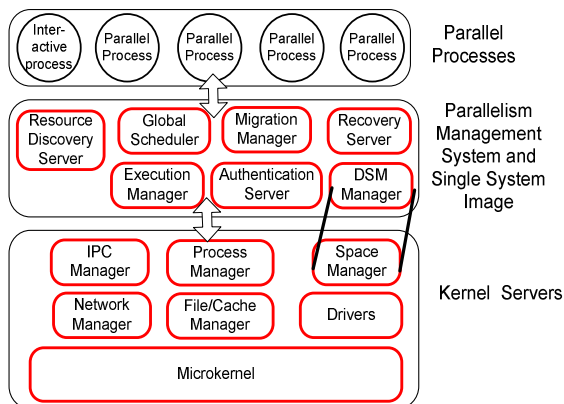 Inter-
active
process
Parallel
Process
Parallel
Process
Parallel
Process
Parallel
Process
Parallel
Processes
Resource
Discovery
Server
Global
Scheduler
Migration
Manager
Recovery
Server
Execution
Manager
Authentication
Server
DSM
Manager
Parallelism
Management
System and
Single System
Image
IPC
Manager
Process
Manager
Space
Manager
Network
Manager
File/Cache
Manager
Drivers
Kernel Servers
Microkernel